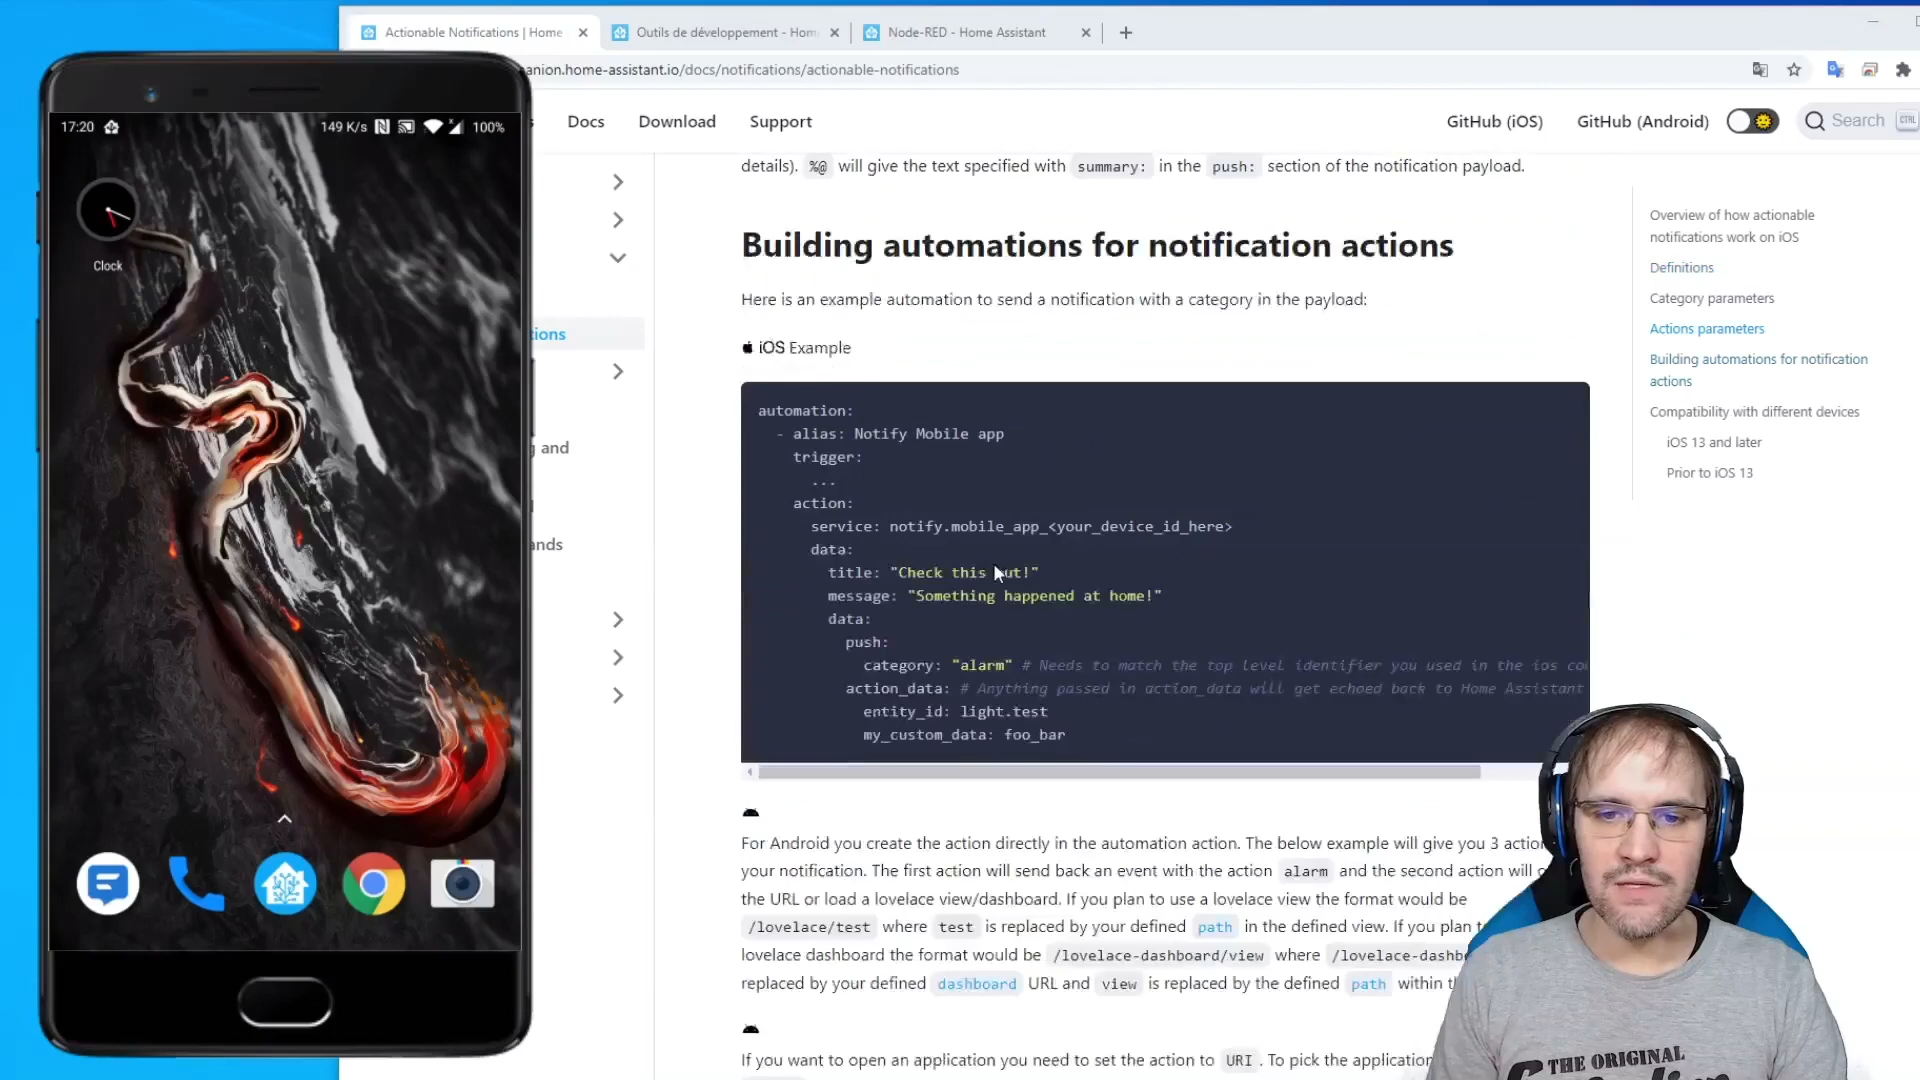 Actionable Notifications | Home
Outils de développement - Hom
Node-RED - Home Assistant
anion.home-assistant.io/docs/notifications/actionable-notifications
Docs
Download
Support
GitHub (iOS)
GitHub (Android)
Search
CTRL
17:20
149 K/s
100%
Clock
tions
g and
ands
details). %@ will give the text specified with summary: in the push: section of the notification payload.
Building automations for notification actions
Here is an example automation to send a notification with a category in the payload:
iOS Example
automation:
- alias: Notify Mobile app
trigger:
...
action:
service: notify.mobile_app_<your_device_id_here>
data:
title: "Check this out!"
message: "Something happened at home!"
data:
push:
category: "alarm" # Needs to match the top level identifier you used in the ios co
action_data: # Anything passed in action_data will get echoed back to Home Assistant
entity_id: light.test
my_custom_data: foo_bar
For Android you create the action directly in the automation action. The below example will give you 3 action
your notification. The first action will send back an event with the action alarm and the second action will o
the URL or load a lovelace view/dashboard. If you plan to use a lovelace view the format would be
/lovelace/test where test is replaced by your defined path in the defined view. If you plan t
lovelace dashboard the format would be /lovelace-dashboard/view where /lovelace-dashb
replaced by your defined dashboard URL and view is replaced by the defined path within t
If you want to open an application you need to set the action to URI . To pick the application
Overview of how actionable
notifications work on iOS
Definitions
Category parameters
Actions parameters
Building automations for notification
actions
Compatibility with different devices
iOS 13 and later
Prior to iOS 13
THE ORIGINAL